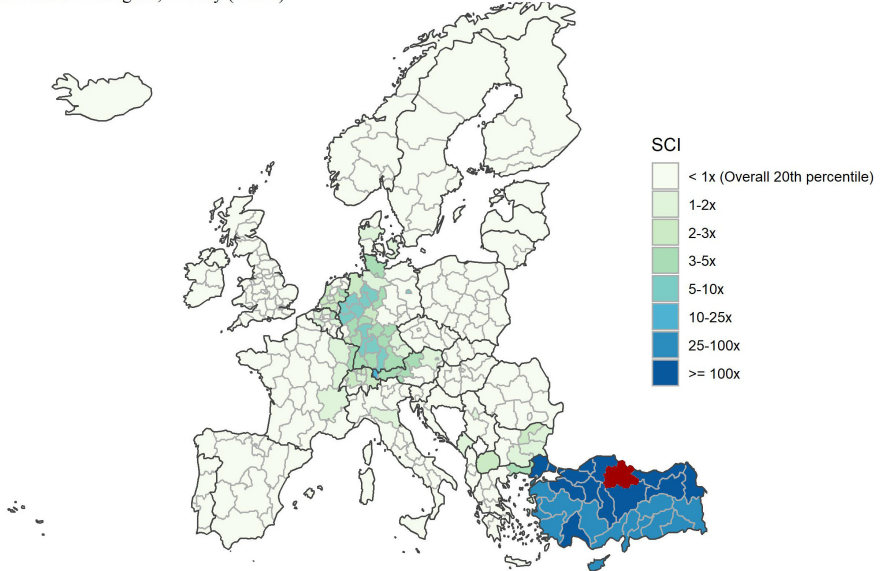 SCI
< 1x (Overall 20th percentile)
1-2x
2-3x
3-5x
5-10x
10-25x
25-100x
>= 100x